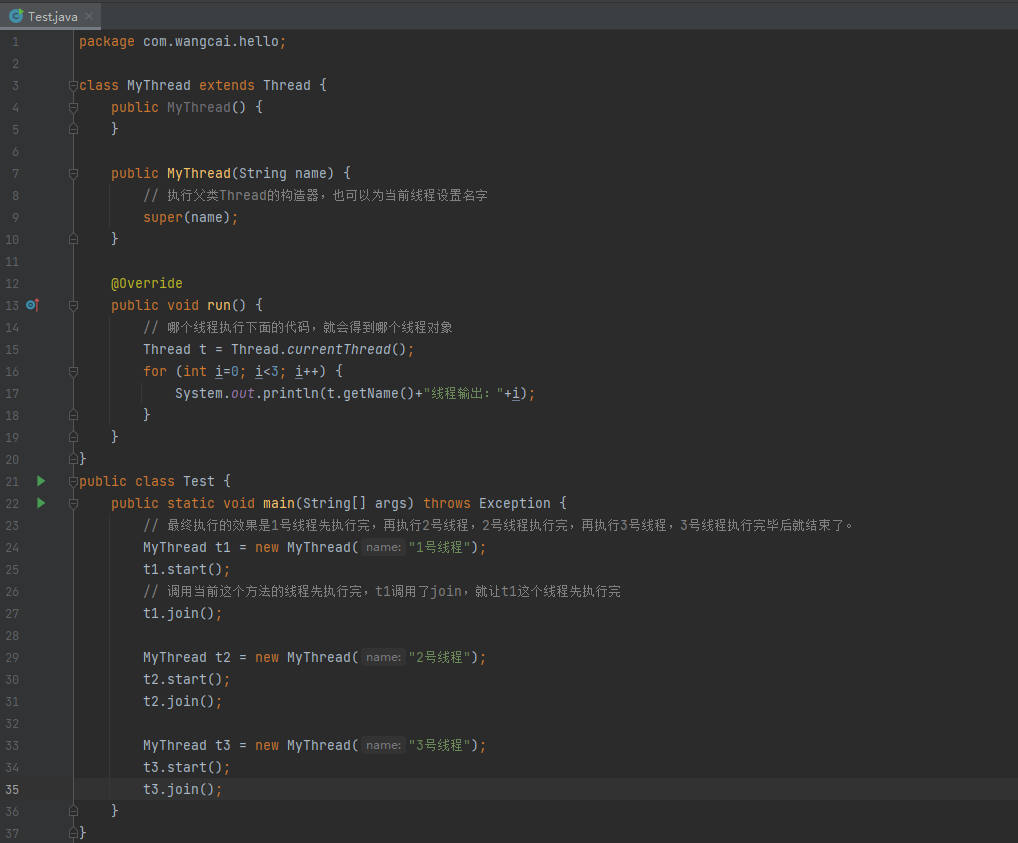 Test.java
1 package com.wangcai.hello;
2
3 class MyThread extends Thread {
4     public MyThread() {
5     }
6
7     public MyThread(String name) {
8         // 执行父类Thread的构造器，也可以为当前线程设置名字
9         super(name);
10     }
11
12     @Override
13     public void run() {
14         // 哪个线程执行下面的代码，就会得到哪个线程对象
15         Thread t = Thread.currentThread();
16         for (int i=0; i<3; i++) {
17             System.out.println(t.getName()+"线程输出："+i);
18         }
19     }
20 }
21 public class Test {
22     public static void main(String[] args) throws Exception {
23         // 最终执行的效果是1号线程先执行完，再执行2号线程，2号线程执行完，再执行3号线程，3号线程执行完毕后就结束了。
24         MyThread t1 = new MyThread( name: "1号线程");
25         t1.start();
26         // 调用当前这个方法的线程先执行完，t1调用了join，就让t1这个线程先执行完
27         t1.join();
28
29         MyThread t2 = new MyThread( name: "2号线程");
30         t2.start();
31         t2.join();
32
33         MyThread t3 = new MyThread( name: "3号线程");
34         t3.start();
35         t3.join();
36     }
37 }